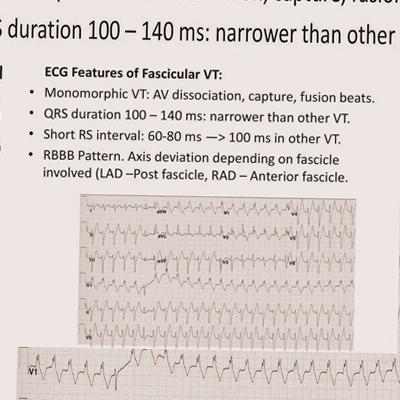 S duration 100 – 140 ms: narrower than other
ECG Features of Fascicular VT:
• Monomorphic VT: AV dissociation, capture, fusion beats.
• QRS duration 100 – 140 ms: narrower than other VT.
• Short RS interval: 60-80 ms —> 100 ms in other VT.
• RBBB Pattern. Axis deviation depending on fascicle
involved (LAD –Post fascicle, RAD – Anterior fascicle.
I aVR V1 V4
II aVL V2 V5
III aVF V3 V6
V1
II
V5
V1